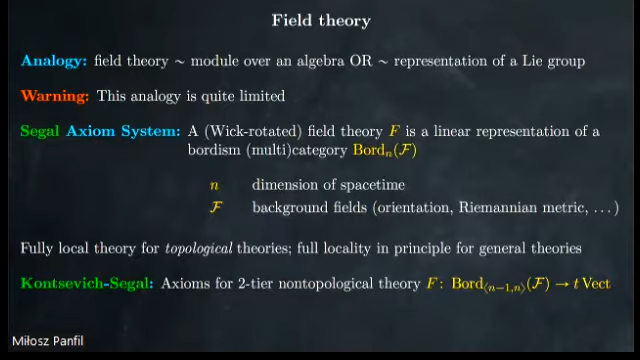 Field theory
Analogy: field theory ∼ module over an algebra OR ∼ representation of a Lie group
Warning: This analogy is quite limited
Segal Axiom System: A (Wick-rotated) field theory F is a linear representation of a
bordism (multi)category Bordₙ(ℱ)
n dimension of spacetime
ℱ background fields (orientation, Riemannian metric, . . . )
Fully local theory for topological theories; full locality in principle for general theories
Kontsevich-Segal: Axioms for 2-tier nontopological theory F: Bord⟨n−1,n⟩(ℱ) → tVect
Miłosz Panfil